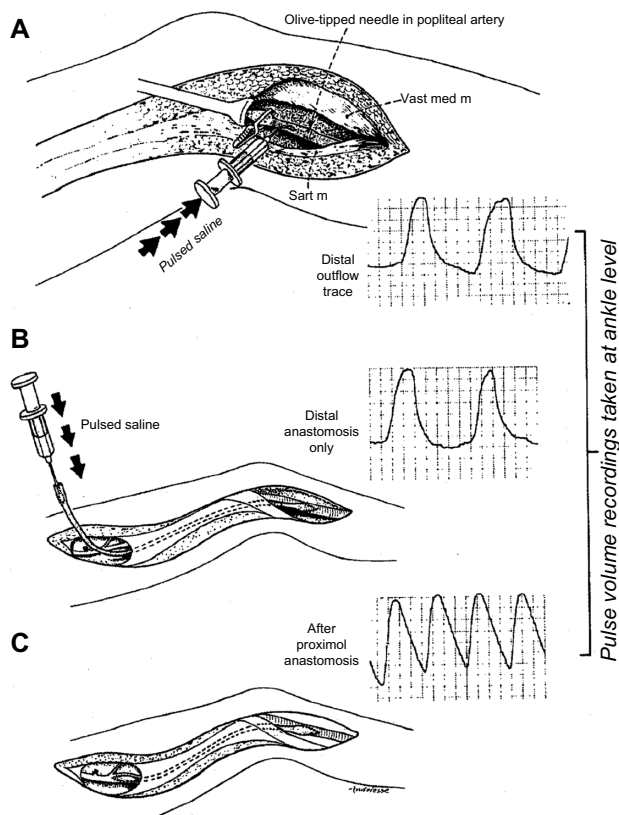 A
Olive-tipped needle in popliteal artery
Vast med m
Sart m
Pulsed saline
Distal
outflow
trace
B
Pulsed saline
Distal
anastomosis
only
C
After
proximol
anastomosis
Pulse volume recordings taken at ankle level